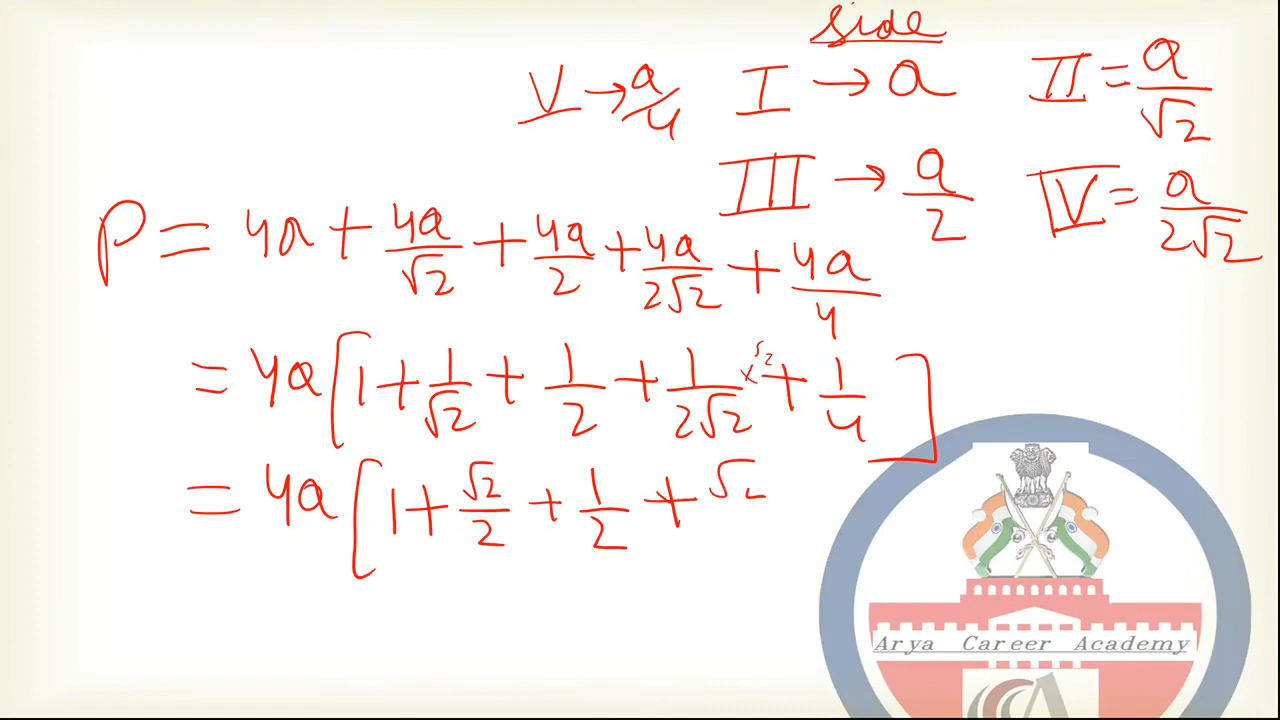 side
V → a/4 I → a II = a/√2
III → a/2 IV = a/2√2
P = 4a + 4a/√2 + 4a/2 + 4a/2√2 + 4a/4
= 4a[1 + 1/√2 + 1/2 + 1/2√2 ×√2 + 1/4]
= 4a[1 + √2/2 + 1/2 + √2
Arya Career Academy